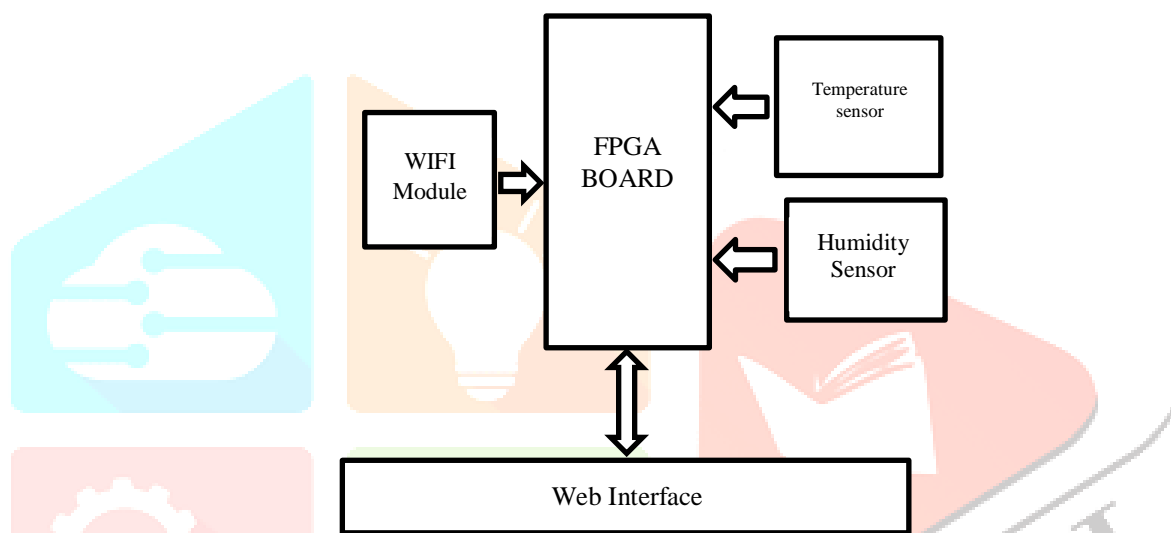 WIFI
Module
FPGA
BOARD
Temperature
sensor
Humidity
Sensor
Web Interface